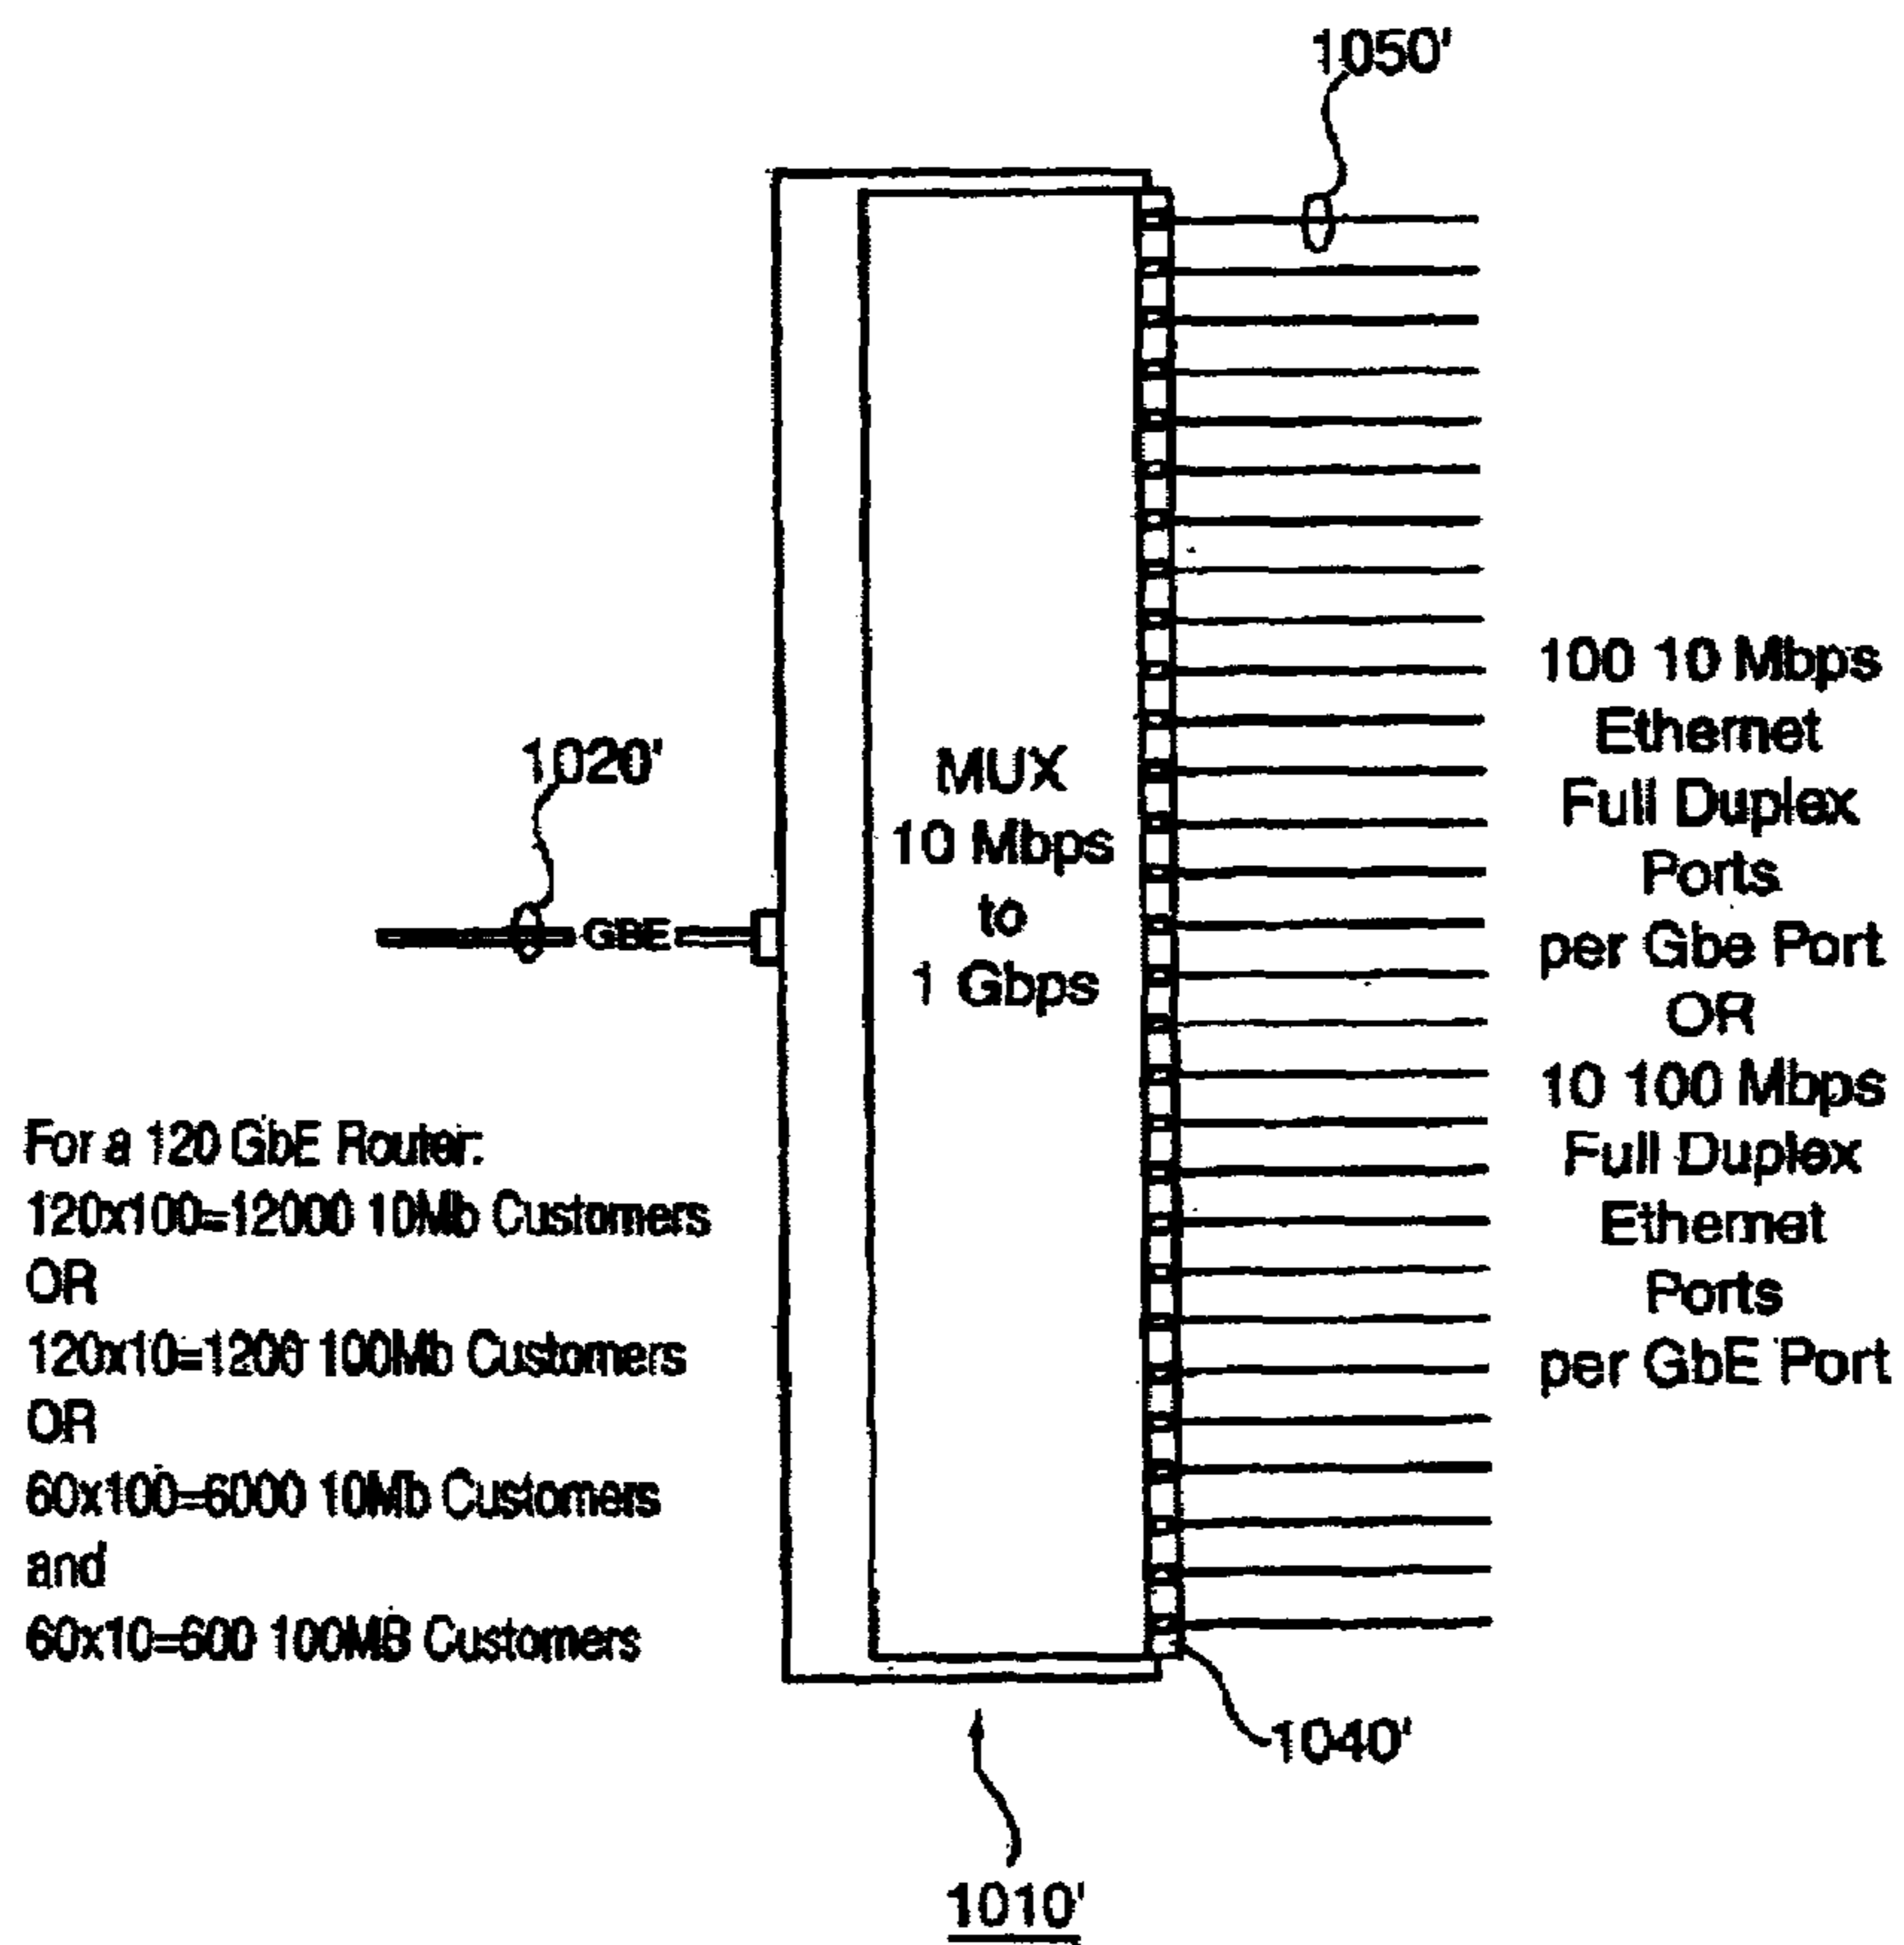 1050'
1020'
GBE
MUX
10 Mbps
to
1 Gbps
100 10 Mbps
Ethernet
Full Duplex
Ports
per Gbe Port
OR
10 100 Mbps
Full Duplex
Ethernet
Ports
per GbE Port
For a 120 GbE Router:
120x100=12000 10Mb Customers
OR
120x10=1200 100Mb Customers
OR
60x100=6000 10Mb Customers
and
60x10=600 100MB Customers
1040'
1010'